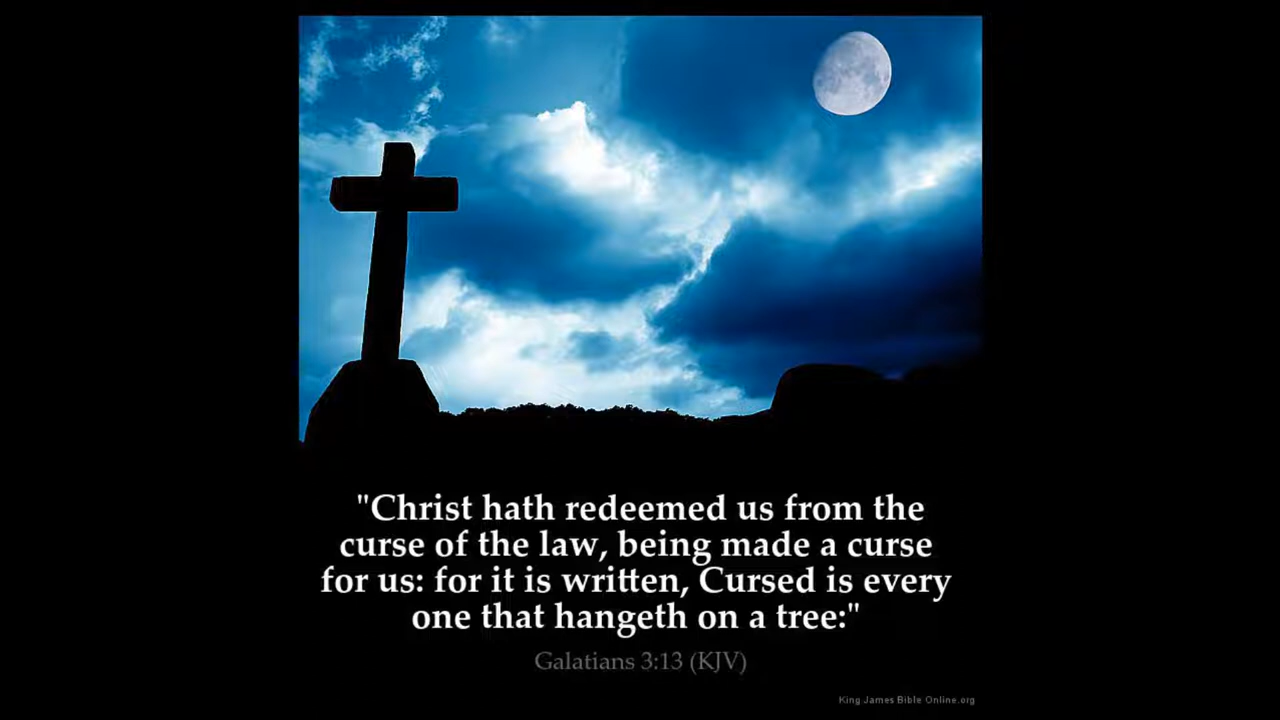 "Christ hath redeemed us from the
curse of the law, being made a curse
for us: for it is written, Cursed is every
one that hangeth on a tree:"
Galatians 3:13 (KJV)
King James Bible Online.org